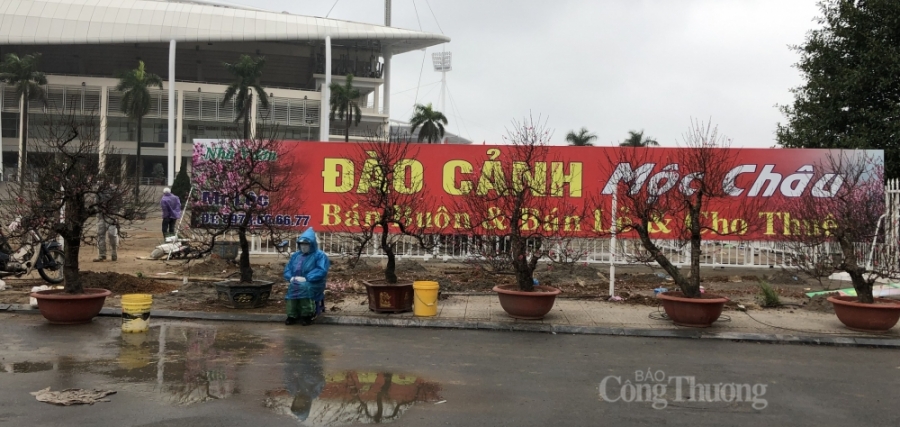 ĐÀO CẢNH Mộc Châu
Bán Buôn & Bán Lẻ & Cho Thuê
BÁO
Công Thương